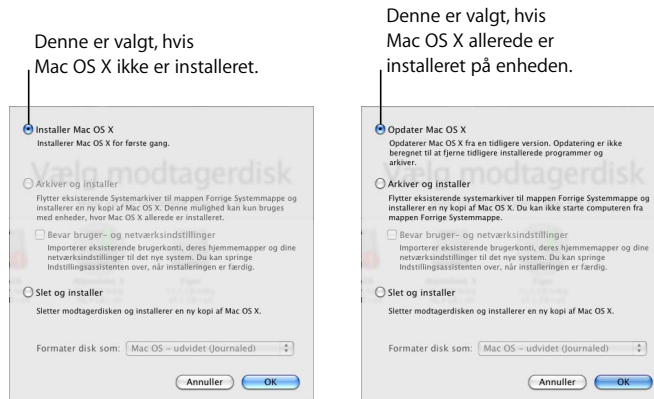 Denne er valgt, hvis
Mac OS X ikke er installeret.
Installer Mac OS X
Installerer Mac OS X for første gang.
Vælg modtagerdisk
Arkiver og installer
Flytter eksisterende Systemarkiver til mappen Forrige Systemmappe og
installerer en ny kopi af Mac OS X. Denne mulighed kan kun bruges
med enheder, hvor Mac OS X allerede er installeret.
Bevar bruger- og netværksindstillinger
Importerer eksisterende brugerkonti, deres hjemmemapper og dine
netværksindstillinger til det nye system. Du kan springe
Indstillingsassistenten over, når installeringen er færdig.
Slet og installer
Sletter modtagerdisken og installerer en ny kopi af Mac OS X.
Formater disk som: Mac OS – udvidet (Journaled)
Annuller OK
Denne er valgt, hvis
Mac OS X allerede er
installeret på enheden.
Opdater Mac OS X
Opdaterer Mac OS X fra en tidligere version. Opdatering er ikke
beregnet til at fjerne tidligere installerede programmer og
arkiver.
Vælg modtagerdisk
Arkiver og installer
Flytter eksisterende systemarkiver til mappen Forrige Systemmappe og
installerer en ny kopi af Mac OS X. Du kan ikke starte computeren fra
mappen Forrige Systemmappe.
Bevar bruger- og netværksindstillinger
Importerer eksisterende brugerkonti, deres hjemmemapper og dine
netværksindstillinger til det nye system. Du kan springe
Indstillingsassistenten over, når installeringen er færdig.
Slet og installer
Sletter modtagerdisken og installerer en ny kopi af Mac OS X.
Formater disk som: Mac OS – udvidet (Journaled)
Annuller OK